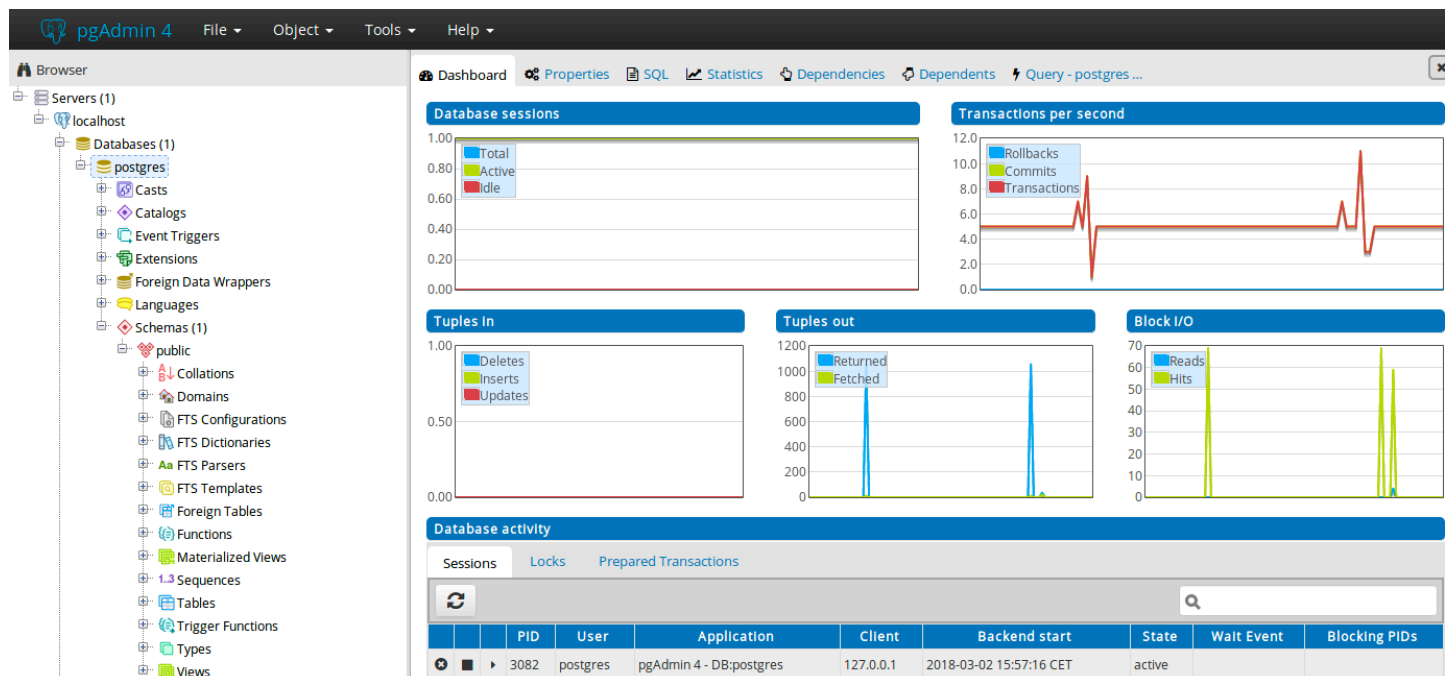 pgAdmin 4 File Object Tools Help
Browser
Servers (1)
localhost
Databases (1)
postgres
Casts
Catalogs
Event Triggers
Extensions
Foreign Data Wrappers
Languages
Schemas (1)
public
Collations
Domains
FTS Configurations
FTS Dictionaries
Aa FTS Parsers
FTS Templates
Foreign Tables
Functions
Materialized Views
1..3 Sequences
Tables
Trigger Functions
Types
Views
Dashboard Properties SQL Statistics Dependencies Dependents Query - postgres ...
Database sessions
1.00
0.80
0.60
0.40
0.20
0.00
Total
Active
Idle
Transactions per second
12.0
10.0
8.0
6.0
4.0
2.0
0.0
Rollbacks
Commits
Transactions
Tuples in
1.00
0.50
0.00
Deletes
Inserts
Updates
Tuples out
1200
1000
800
600
400
200
0
Returned
Fetched
Block I/O
70
60
50
40
30
20
10
0
Reads
Hits
Database activity
Sessions Locks Prepared Transactions
PID User Application Client Backend start State Wait Event Blocking PIDs
3082 postgres pgAdmin 4 - DB:postgres 127.0.0.1 2018-03-02 15:57:16 CET active